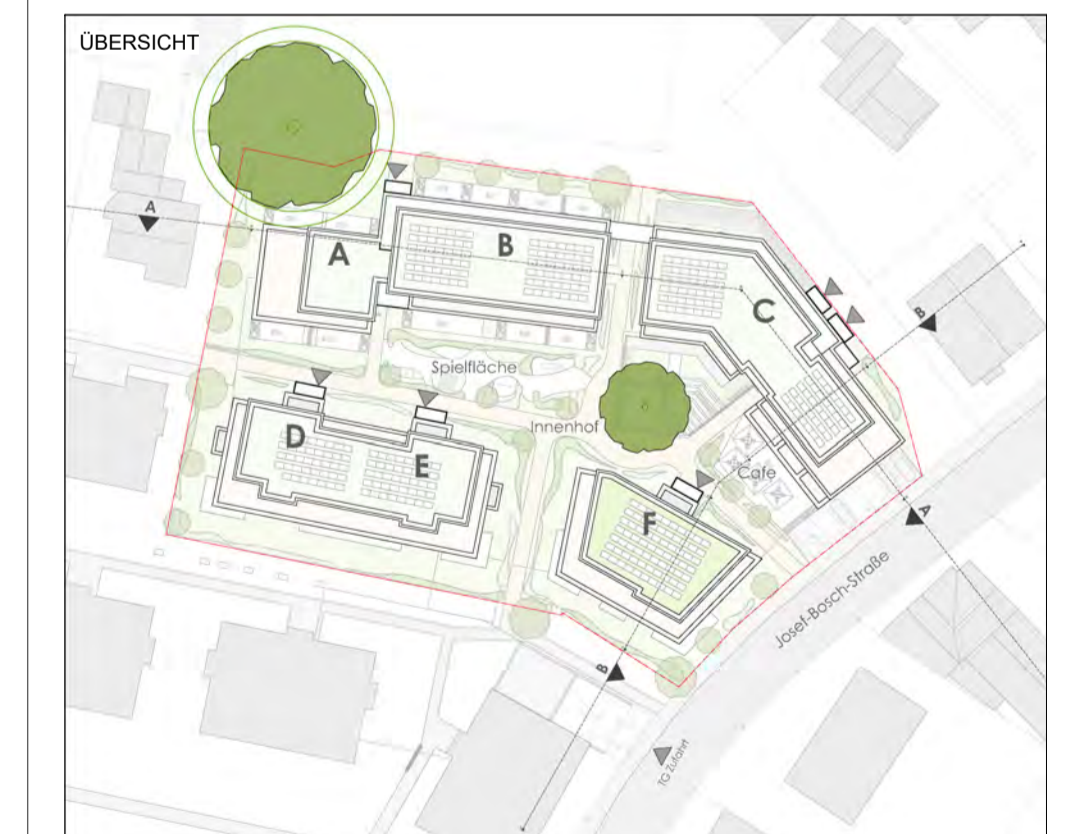 ÜBERSICHT
A
A
B
C
B
Spielfläche
Innenhof
D
E
Cafe
F
A
Josef-Bosch-Straße
B
TG Zufahrt